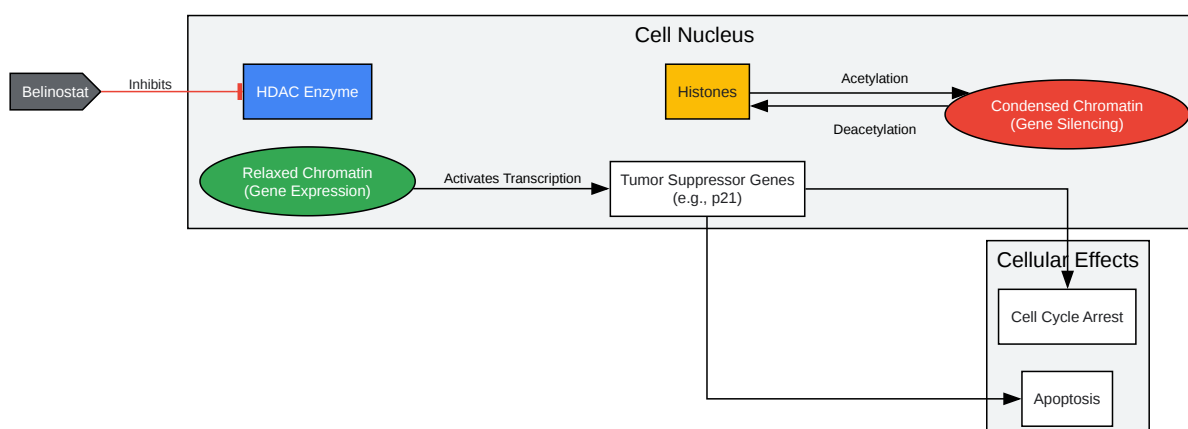 Cell Nucleus
Belinostat
Inhibits
HDAC Enzyme
Histones
Acetylation
Deacetylation
Condensed Chromatin
(Gene Silencing)
Relaxed Chromatin
(Gene Expression)
Activates Transcription
Tumor Suppressor Genes
(e.g., p21)
Cellular Effects
Cell Cycle Arrest
Apoptosis